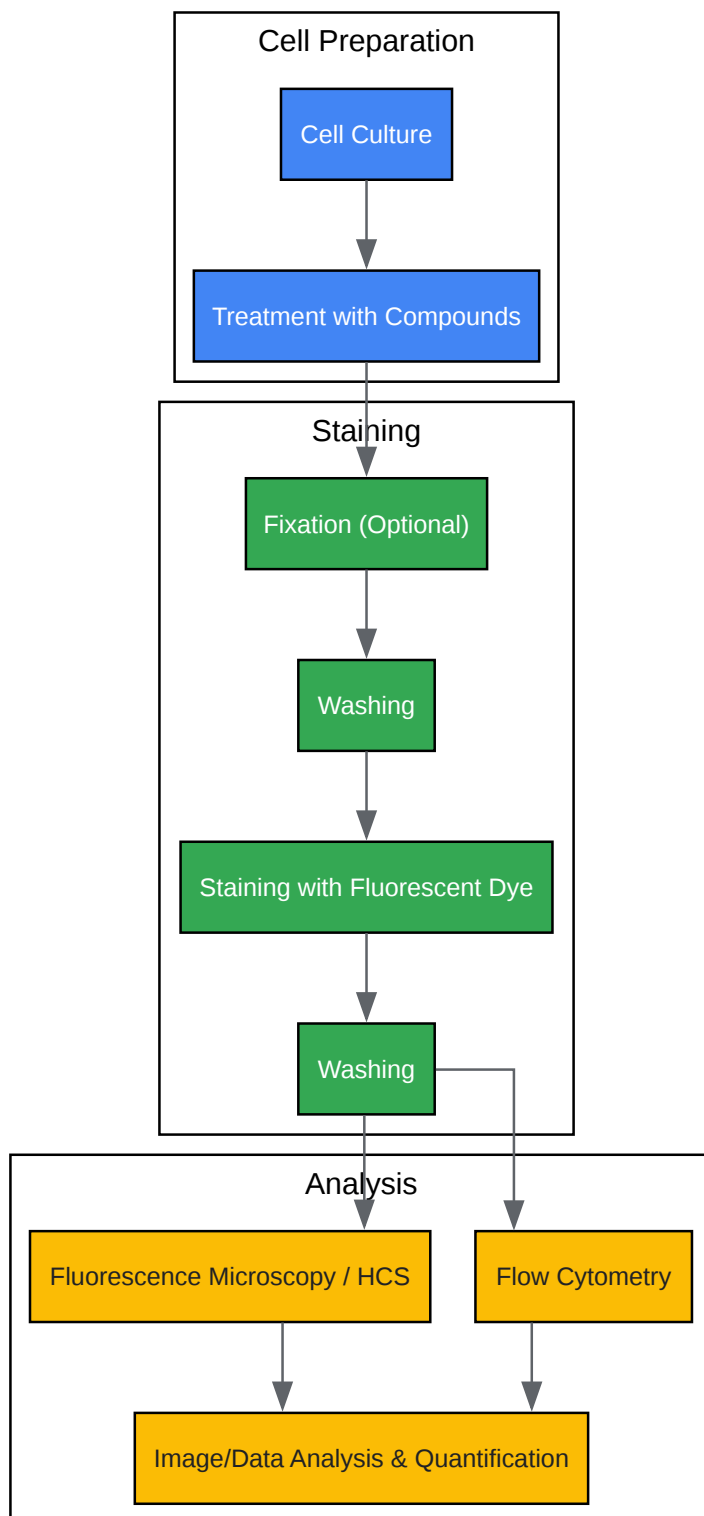 Cell Preparation
Cell Culture
Treatment with Compounds
Staining
Fixation (Optional)
Washing
Staining with Fluorescent Dye
Washing
Analysis
Fluorescence Microscopy / HCS
Flow Cytometry
Image/Data Analysis & Quantification